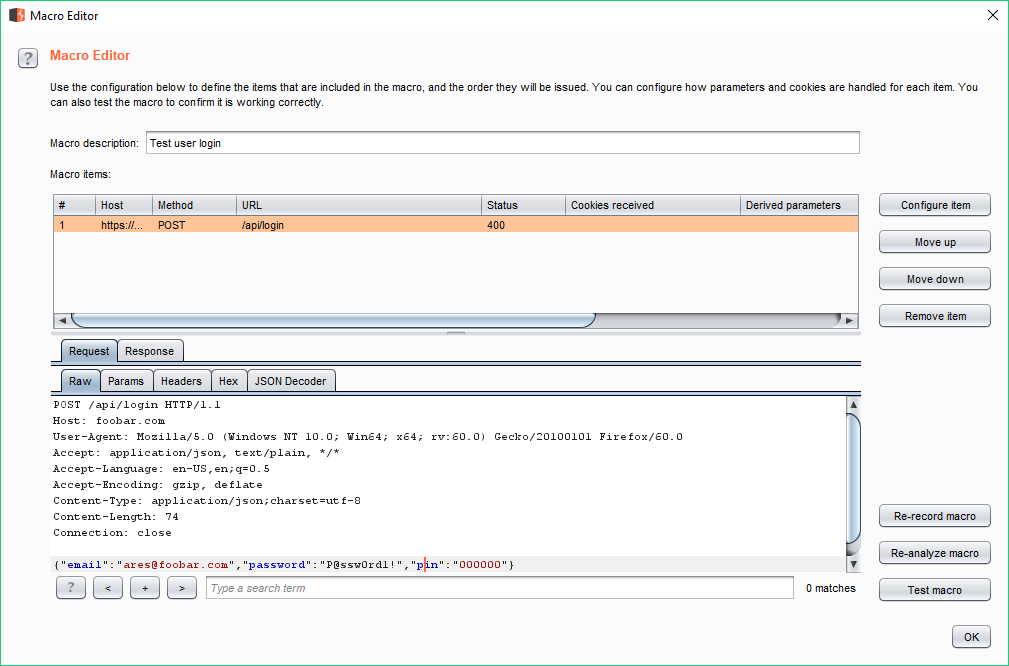 Macro Editor
?
Macro Editor
Use the configuration below to define the items that are included in the macro, and the order they will be issued. You can configure how parameters and cookies are handled for each item. You
can also test the macro to confirm it is working correctly.
Macro description: Test user login
Macro items:
# Host Method URL Status Cookies received Derived parameters
1 https://... POST /api/login 400
Configure item
Move up
Move down
Remove item
Request Response
Raw Params Headers Hex JSON Decoder
POST /api/login HTTP/1.1
Host: foobar.com
User-Agent: Mozilla/5.0 (Windows NT 10.0; Win64; x64; rv:60.0) Gecko/20100101 Firefox/60.0
Accept: application/json, text/plain, */*
Accept-Language: en-US,en;q=0.5
Accept-Encoding: gzip, deflate
Content-Type: application/json;charset=utf-8
Content-Length: 74
Connection: close
{"email":"ares@foobar.com","password":"P@ssw0rd1!","pin":"000000"}
? < + > Type a search term 0 matches
Re-record macro
Re-analyze macro
Test macro
OK